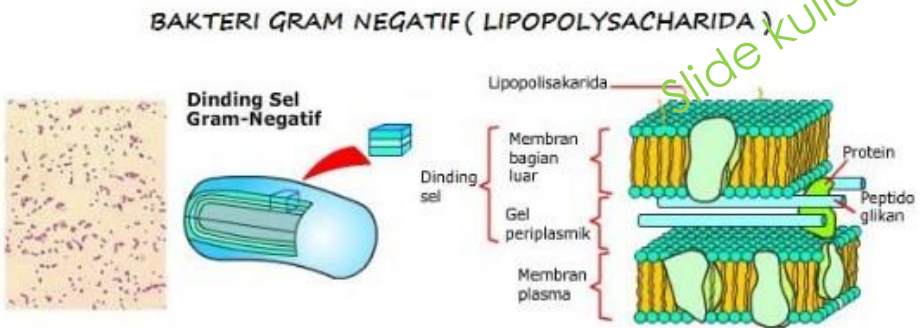 BAKTERI GRAM NEGATIF ( LIPOPOLYSACHARIDA )
Slide
Dinding Sel
Gram-Negatif
Lipopolisakarida
Dinding
sel
Membran
bagian
luar
Gel
periplasmik
Membran
plasma
Protein
Peptido
glikan